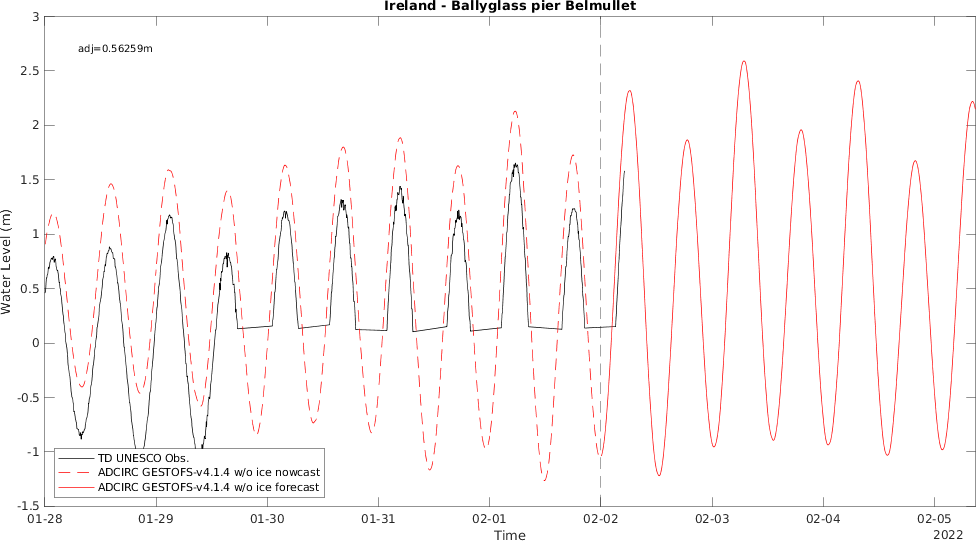 Ireland - Ballyglass pier Belmullet
adj=0.56259m
Water Level (m)
3
2.5
2
1.5
1
0.5
0
-0.5
-1
-1.5
TD UNESCO Obs.
ADCIRC GESTOFS-v4.1.4 w/o ice nowcast
ADCIRC GESTOFS-v4.1.4 w/o ice forecast
01-28 01-29 01-30 01-31 02-01 02-02 02-03 02-04 02-05
Time
2022